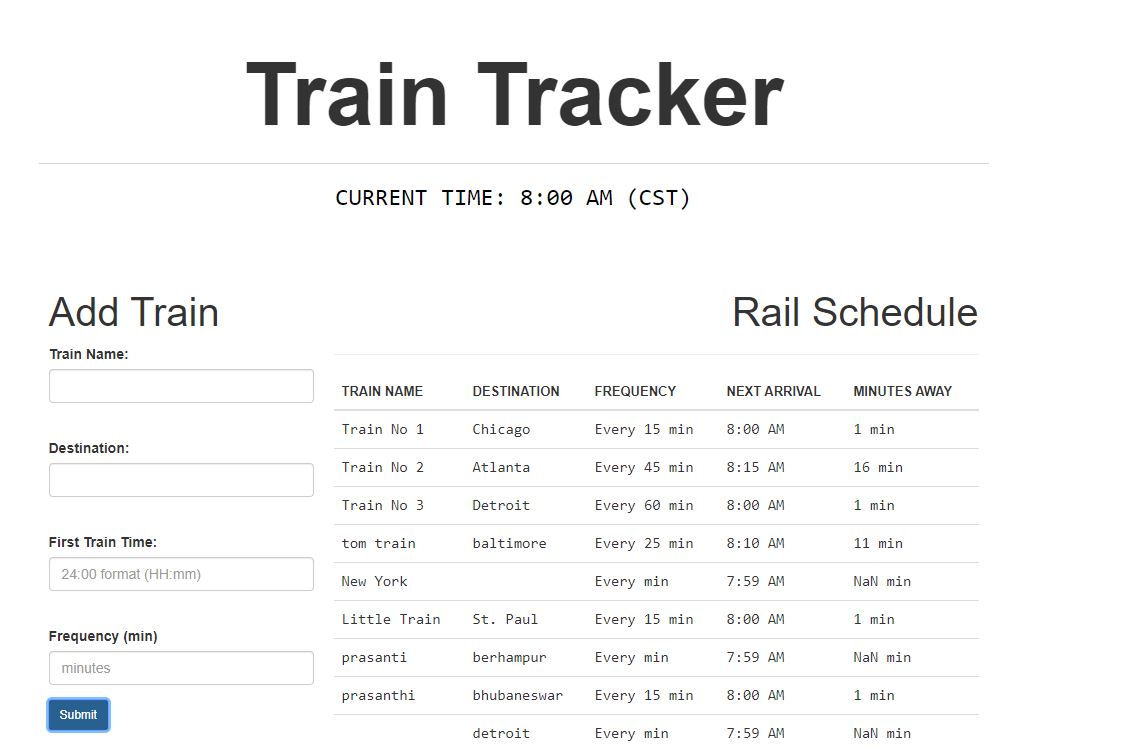 Train Tracker
CURRENT TIME: 8:00 AM (CST)
Add Train
Train Name:
Destination:
First Train Time:
24:00 format (HH:mm)
Frequency (min)
minutes
Submit
Rail Schedule
TRAIN NAME DESTINATION FREQUENCY NEXT ARRIVAL MINUTES AWAY
Train No 1 Chicago Every 15 min 8:00 AM 1 min
Train No 2 Atlanta Every 45 min 8:15 AM 16 min
Train No 3 Detroit Every 60 min 8:00 AM 1 min
tom train baltimore Every 25 min 8:10 AM 11 min
New York Every min 7:59 AM NaN min
Little Train St. Paul Every 15 min 8:00 AM 1 min
prasanti berhampur Every min 7:59 AM NaN min
prasanthi bhubaneswar Every 15 min 8:00 AM 1 min
detroit Every min 7:59 AM NaN min